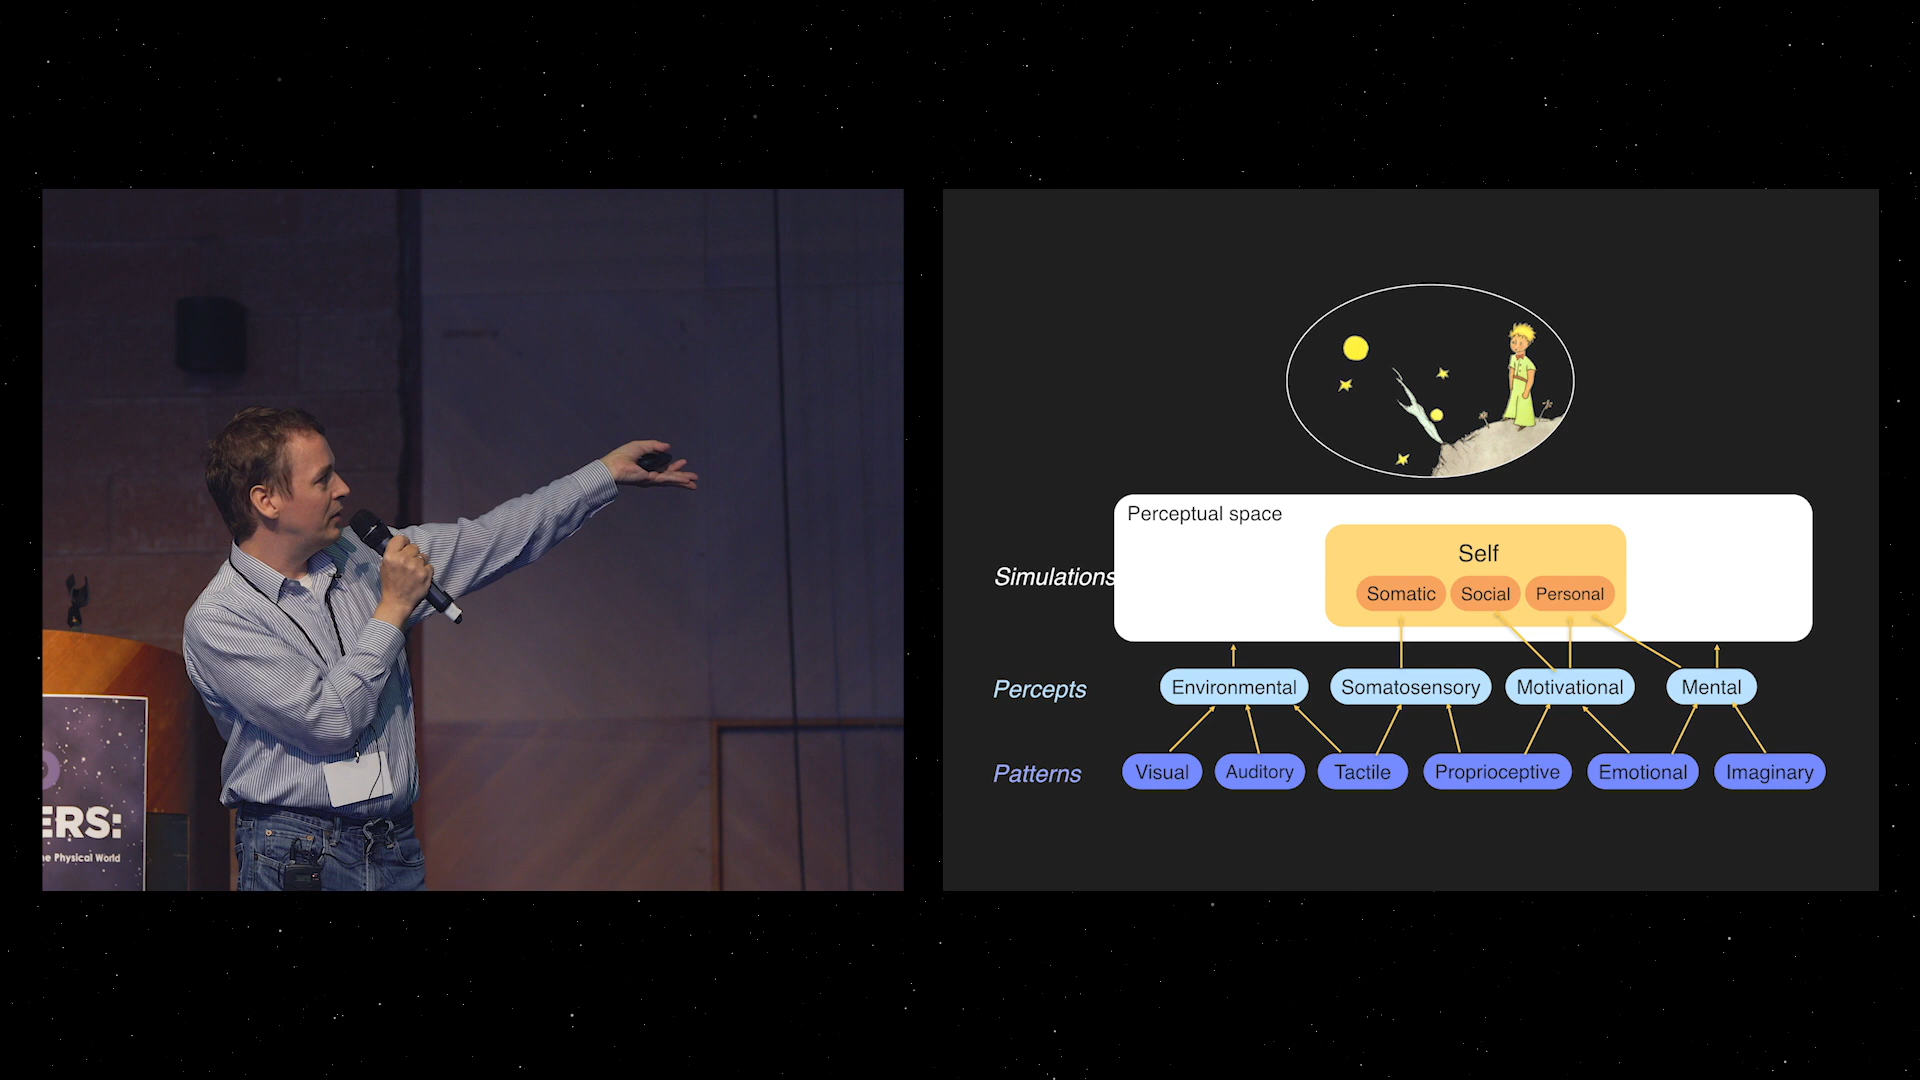 ERS:
he Physical World
Perceptual space
Self
Simulations
Somatic Social Personal
Percepts Environmental Somatosensory Motivational Mental
Patterns Visual Auditory Tactile Proprioceptive Emotional Imaginary